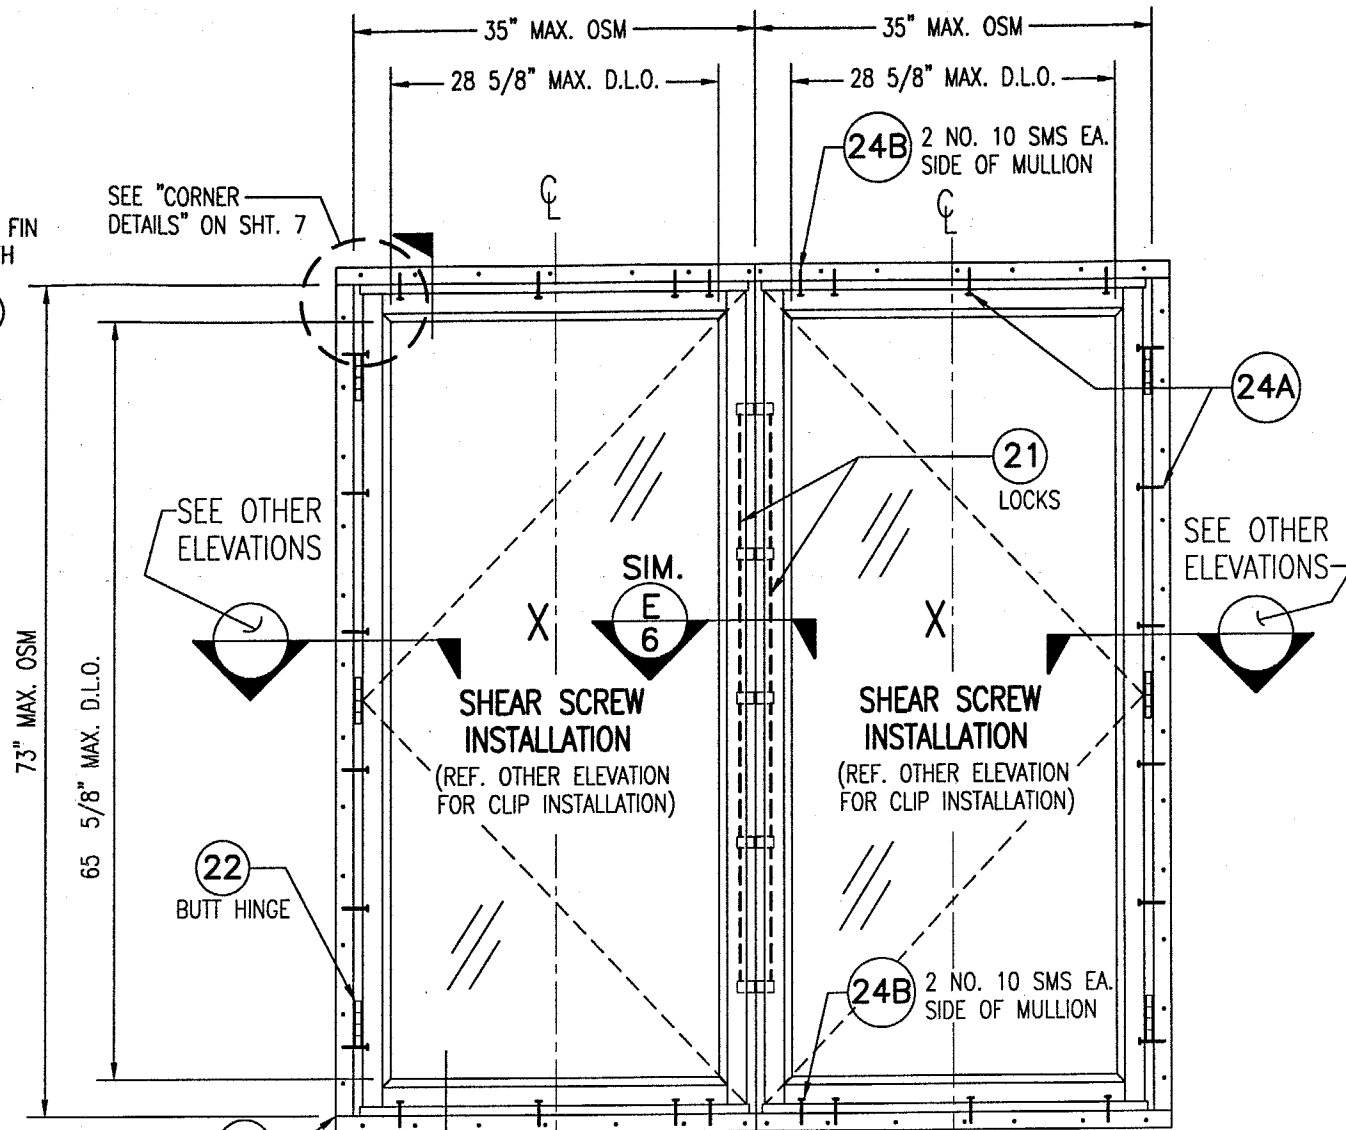 35" MAX. OSM
35" MAX. OSM
28 5/8" MAX. D.L.O.
28 5/8" MAX. D.L.O.
24B
2 NO. 10 SMS EA.
SIDE OF MULLION
SEE "CORNER
DETAILS" ON SHT. 7
FIN
CL
CL
24A
21
LOCKS
SEE OTHER
ELEVATIONS
SEE OTHER
ELEVATIONS
SIM.
E
6
X
X
SHEAR SCREW
INSTALLATION
(REF. OTHER ELEVATION
FOR CLIP INSTALLATION)
SHEAR SCREW
INSTALLATION
(REF. OTHER ELEVATION
FOR CLIP INSTALLATION)
73" MAX. OSM
65 5/8" MAX. D.L.O.
22
BUTT HINGE
24B
2 NO. 10 SMS EA.
SIDE OF MULLION